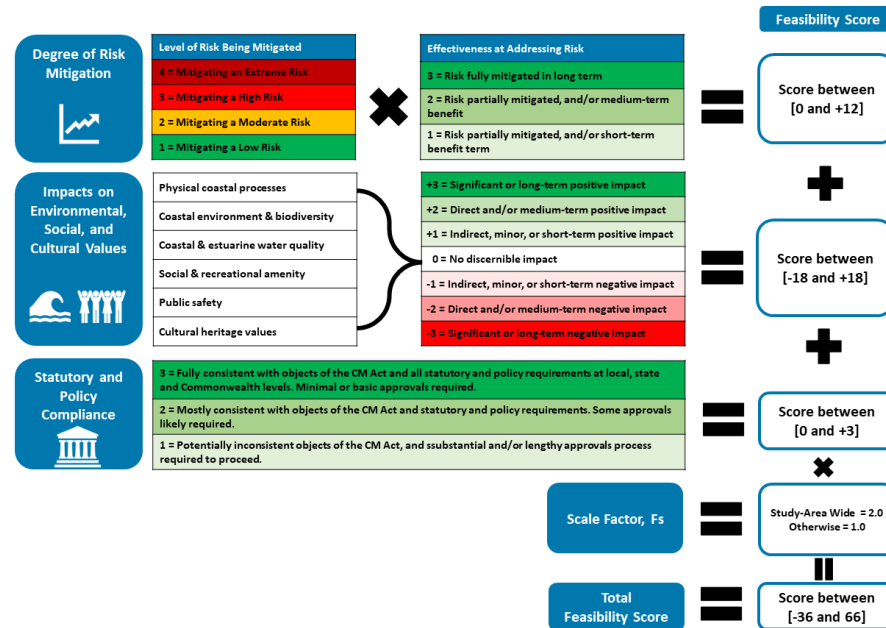 Feasibility Score
Degree of Risk
Mitigation
Level of Risk Being Mitigated
4 = Mitigating an Extreme Risk
3 = Mitigating a High Risk
2 = Mitigating a Moderate Risk
1 = Mitigating a Low Risk
Effectiveness at Addressing Risk
3 = Risk fully mitigated in long term
2 = Risk partially mitigated, and/or medium-term
benefit
1 = Risk partially mitigated, and/or short-term
benefit term
Score between
[0 and +12]
Impacts on
Environmental,
Social, and
Cultural Values
Physical coastal processes
Coastal environment & biodiversity
Coastal & estuarine water quality
Social & recreational amenity
Public safety
Cultural heritage values
+3 = Significant or long-term positive impact
+2 = Direct and/or medium-term positive impact
+1 = Indirect, minor, or short-term positive impact
0 = No discernible impact
-1 = Indirect, minor, or short-term negative impact
-2 = Direct and/or medium-term negative impact
-3 = Significant or long-term negative impact
Score between
[-18 and +18]
Statutory and
Policy
Compliance
3 = Fully consistent with objects of the CM Act and all statutory and policy requirements at local, state
and Commonwealth levels. Minimal or basic approvals required.
2 = Mostly consistent with objects of the CM Act and statutory and policy requirements. Some approvals
likely required.
1 = Potentially inconsistent objects of the CM Act, and ssubstantial and/or lengthy approvals process
required to proceed.
Score between
[0 and +3]
Scale Factor, Fs
Study-Area Wide = 2.0
Otherwise = 1.0
Total
Feasibility Score
Score between
[-36 and 66]